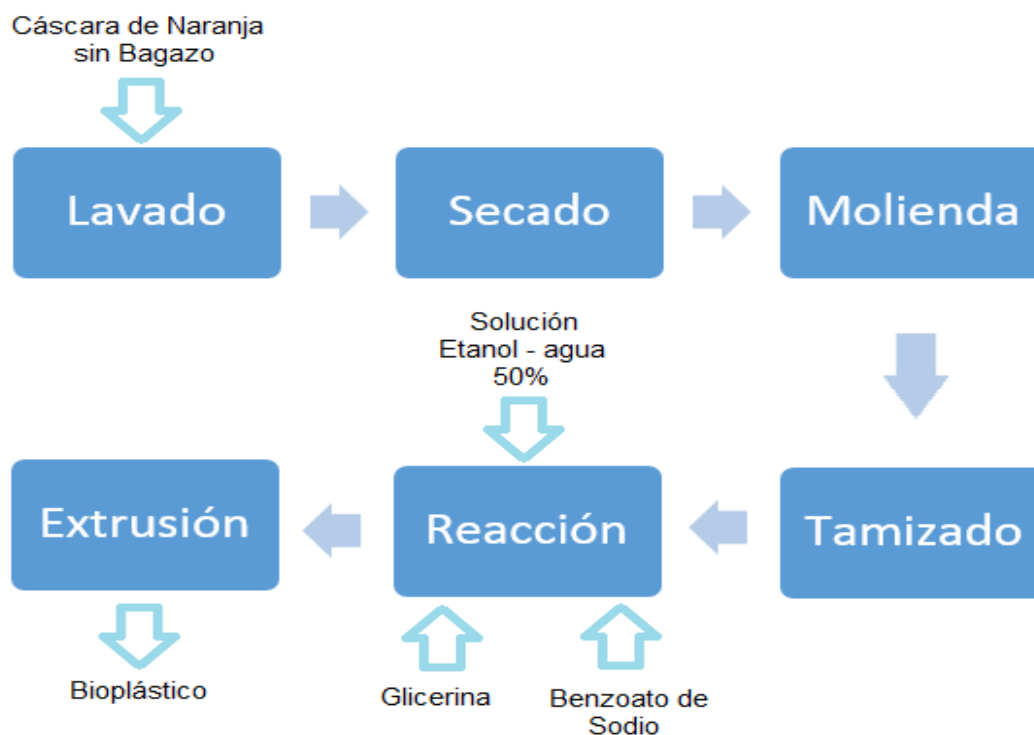 Cáscara de Naranja
sin Bagazo
Lavado
Secado
Molienda
Solución
Etanol - agua
50%
Extrusión
Reacción
Tamizado
Bioplástico
Glicerina
Benzoato de
Sodio